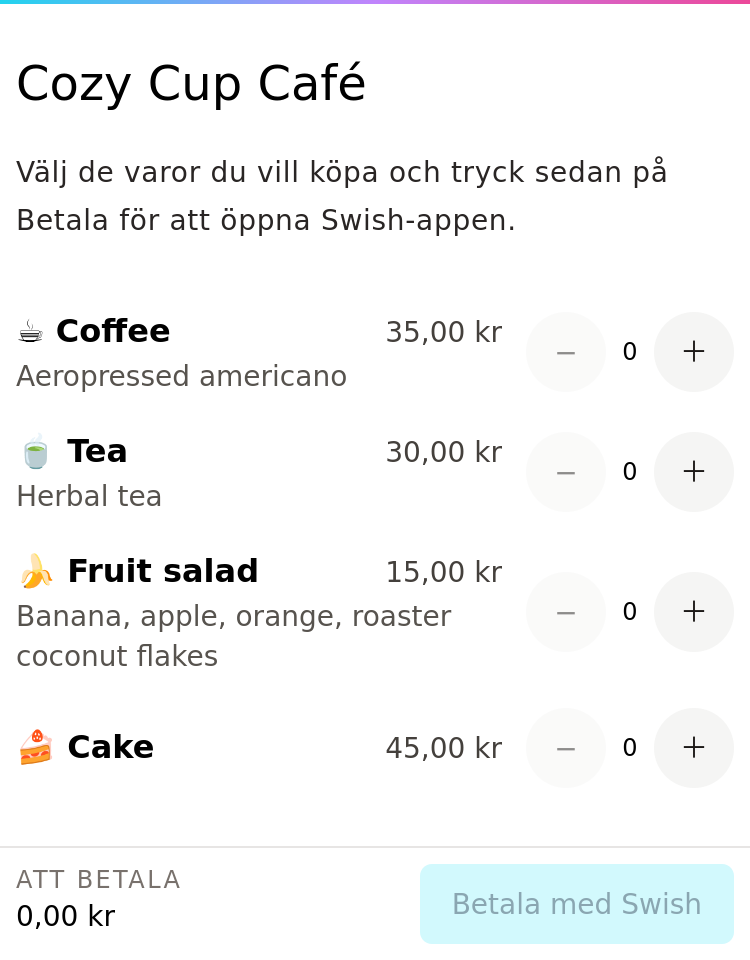 Cozy Cup Café
Välj de varor du vill köpa och tryck sedan på
Betala för att öppna Swish-appen.
☕ Coffee 35,00 kr − 0 +
Aeropressed americano
🍵 Tea 30,00 kr − 0 +
Herbal tea
🍌 Fruit salad 15,00 kr − 0 +
Banana, apple, orange, roaster
coconut flakes
🍰 Cake 45,00 kr − 0 +
ATT BETALA
0,00 kr
Betala med Swish